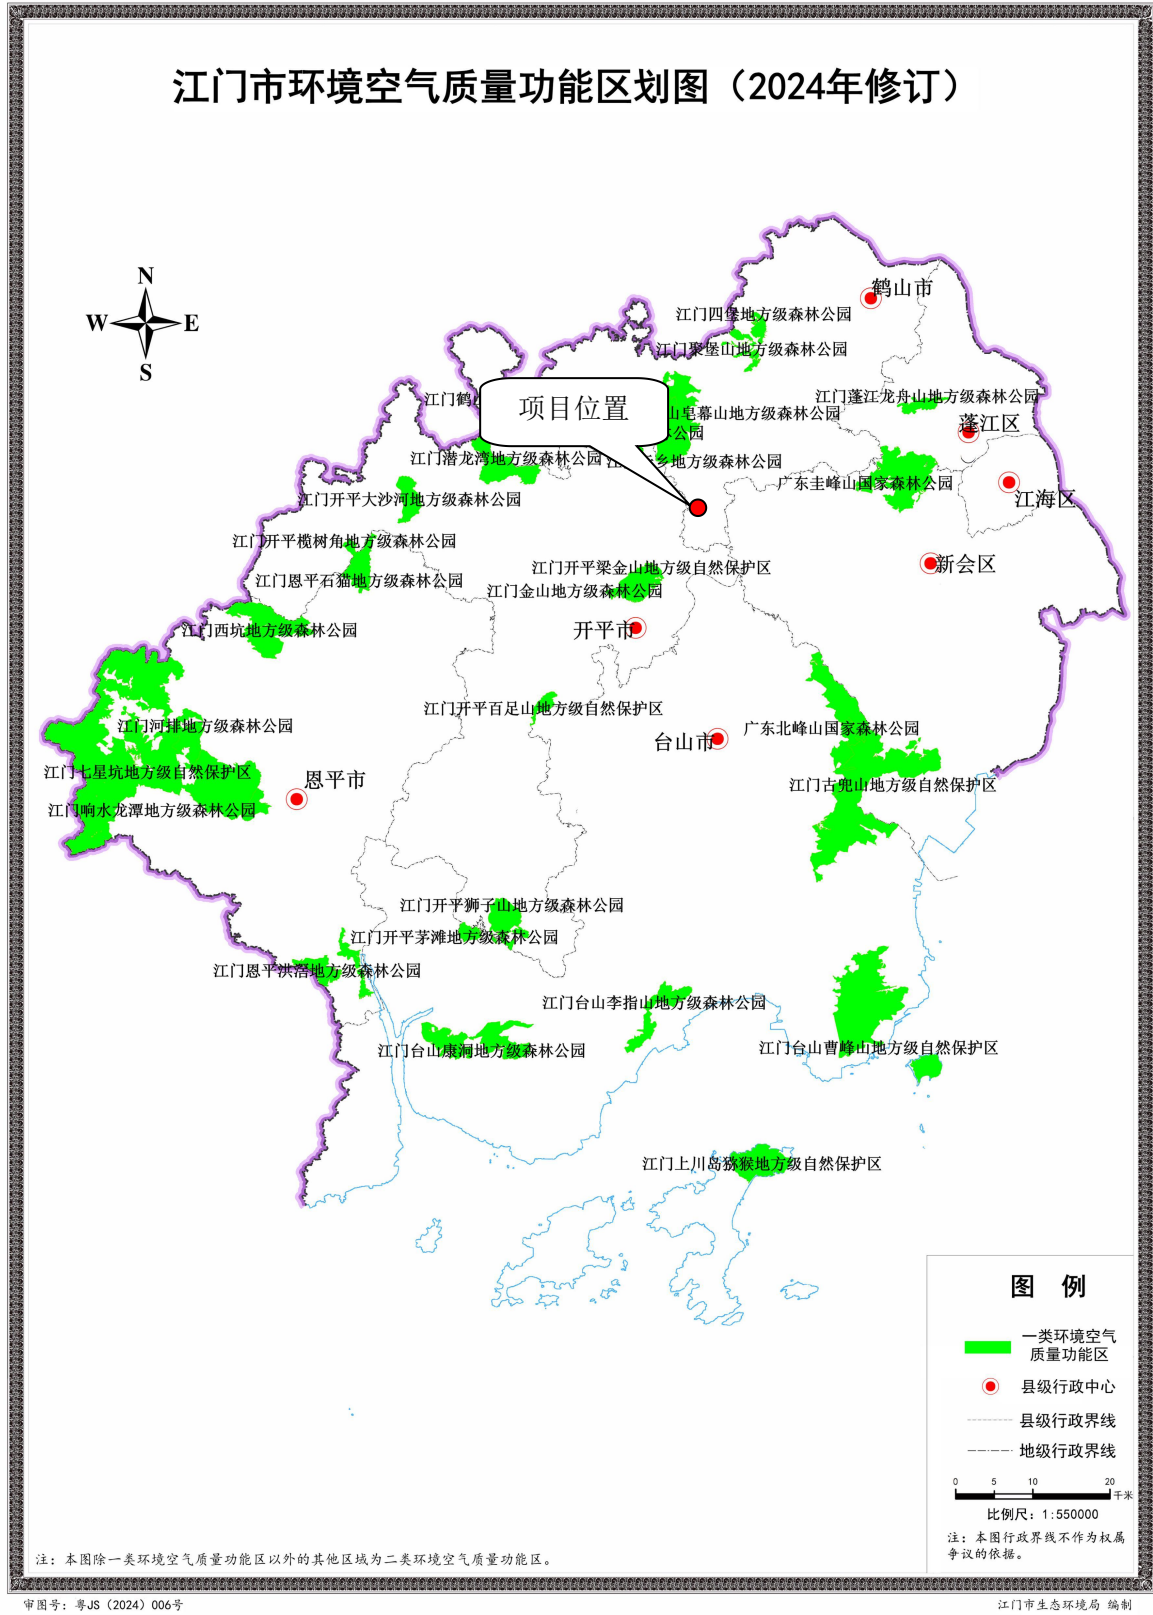 江门市环境空气质量功能区划图（2024年修订）
N
W
E
S
鹤山市
江门四堡地方级森林公园
江门聚堡山地方级森林公园
江门鹤
项目位置
江门蓬江龙舟山地方级森林公园
山皂幕山地方级森林公园
蓬江区
公园
江门潜龙湾地方级森林公园
乡地方级森林公园
广东圭峰山国家森林公园
江海区
江门开平大沙河地方级森林公园
江门开平榄树角地方级森林公园
新会区
江门开平梁金山地方级自然保护区
江门恩平石猫地方级森林公园
江门金山地方级森林公园
江门西坑地方级森林公园
开平市
江门开平百足山地方级自然保护区
江门河排地方级森林公园
广东北峰山国家森林公园
台山市
江门七星坑地方级自然保护区
恩平市
江门古兜山地方级自然保护区
江门响水龙潭地方级森林公园
江门开平狮子山地方级森林公园
江门开平茅滩地方级森林公园
江门恩平洪滘地方级森林公园
江门台山李指山地方级森林公园
江门台山康洞地方级森林公园
江门台山曹峰山地方级自然保护区
江门上川岛猕猴地方级自然保护区
图 例
一类环境空气
质量功能区
县级行政中心
县级行政界线
地级行政界线
0 5 10 20
千米
比例尺：1:550000
注：本图行政界线不作为权属
争议的依据。
注：本图除一类环境空气质量功能区以外的其他区域为二类环境空气质量功能区。
审图号：粤JS（2024）006号
江门市生态环境局 编制